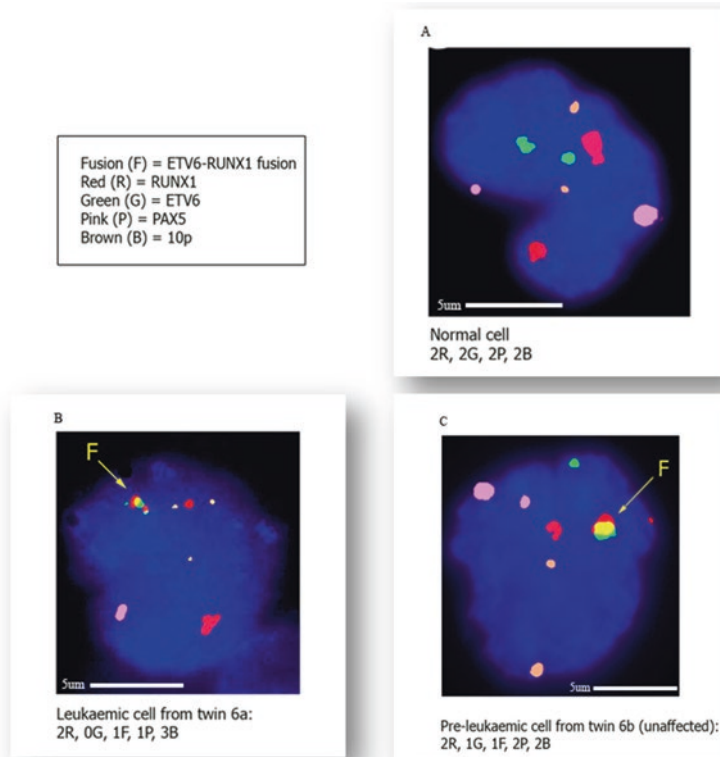 A
Fusion (F) = ETV6-RUNX1 fusion
Red (R) = RUNX1
Green (G) = ETV6
Pink (P) = PAX5
Brown (B) = 10p
5um
Normal cell
2R, 2G, 2P, 2B
B
F
5um
Leukaemic cell from twin 6a:
2R, 0G, 1F, 1P, 3B
C
F
5um
Pre-leukaemic cell from twin 6b (unaffected):
2R, 1G, 1F, 2P, 2B